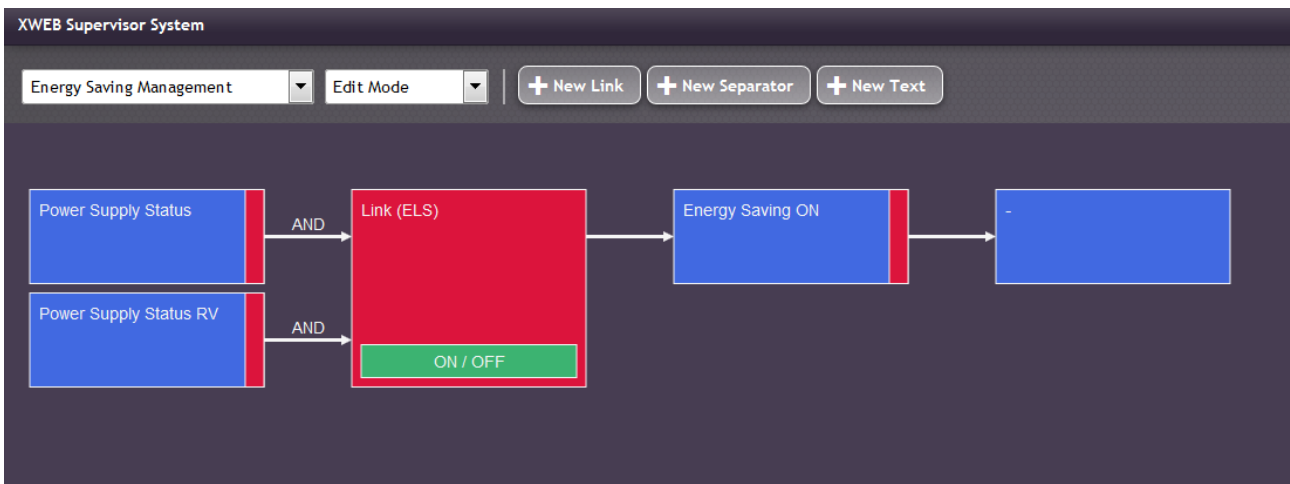 XWEB Supervisor System
Energy Saving Management
Edit Mode
New Link
New Separator
New Text
Power Supply Status
AND
Link (ELS)
Energy Saving ON
-
Power Supply Status RV
AND
ON / OFF